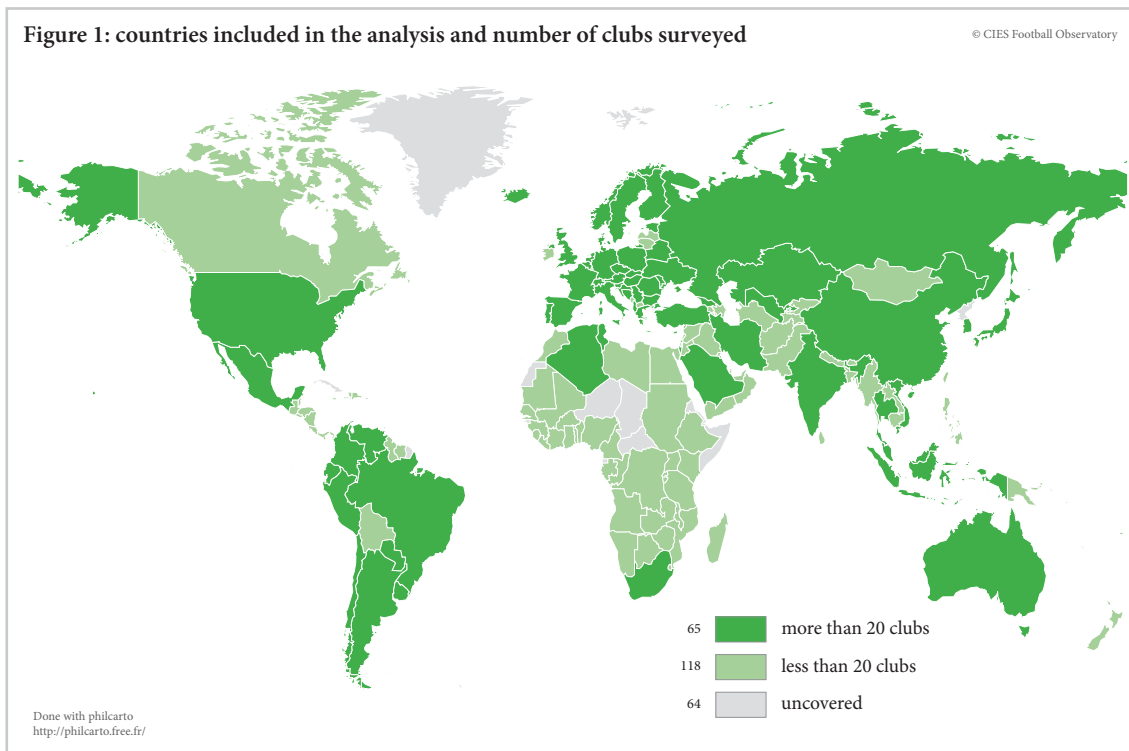 Figure 1: countries included in the analysis and number of clubs surveyed
© CIES Football Observatory
65 more than 20 clubs
118 less than 20 clubs
64 uncovered
Done with philcarto
http://philcarto.free.fr/